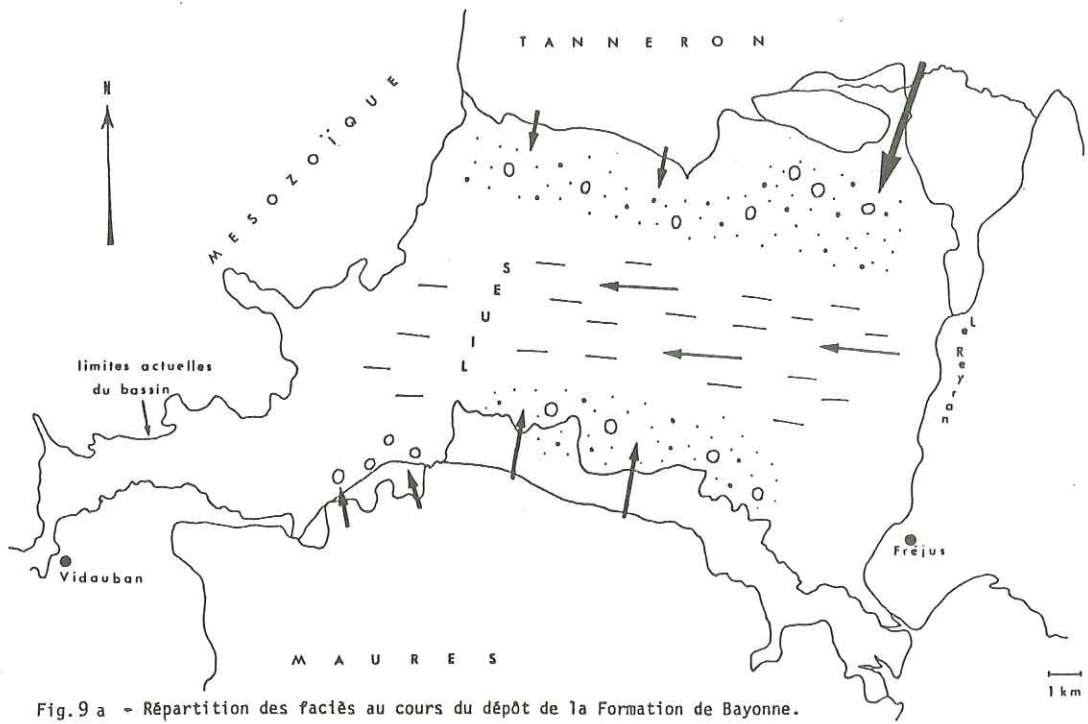 TANNERON
N
MESOZOÏQUE
SEUIL
Le Reyran
limites actuelles
du bassin
Vidauban
Fréjus
MAURES
1 km
Fig. 9 a - Répartition des faciès au cours du dépôt de la Formation de Bayonne.